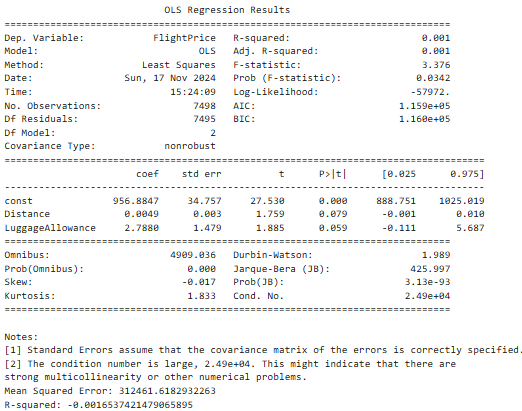 OLS Regression Results
==============================================================================
Dep. Variable:            FlightPrice   R-squared:                       0.001
Model:                            OLS   Adj. R-squared:                  0.001
Method:                 Least Squares   F-statistic:                     3.376
Date:                Sun, 17 Nov 2024   Prob (F-statistic):             0.0342
Time:                        15:24:09   Log-Likelihood:                -57972.
No. Observations:                7498   AIC:                         1.159e+05
Df Residuals:                    7495   BIC:                         1.160e+05
Df Model:                           2
Covariance Type:            nonrobust
====================================================================================
                       coef    std err          t      P>|t|      [0.025      0.975]
------------------------------------------------------------------------------------
const              956.8847     34.757     27.530      0.000     888.751    1025.019
Distance             0.0049      0.003      1.759      0.079      -0.001       0.010
LuggageAllowance     2.7880      1.479      1.885      0.059      -0.111       5.687
==============================================================================
Omnibus:                     4909.036   Durbin-Watson:                   1.989
Prob(Omnibus):                  0.000   Jarque-Bera (JB):              425.997
Skew:                          -0.017   Prob(JB):                     3.13e-93
Kurtosis:                       1.833   Cond. No.                     2.49e+04
==============================================================================

Notes:
[1] Standard Errors assume that the covariance matrix of the errors is correctly specified.
[2] The condition number is large, 2.49e+04. This might indicate that there are
strong multicollinearity or other numerical problems.
Mean Squared Error: 312461.6182932263
R-squared: -0.0016537421479065895